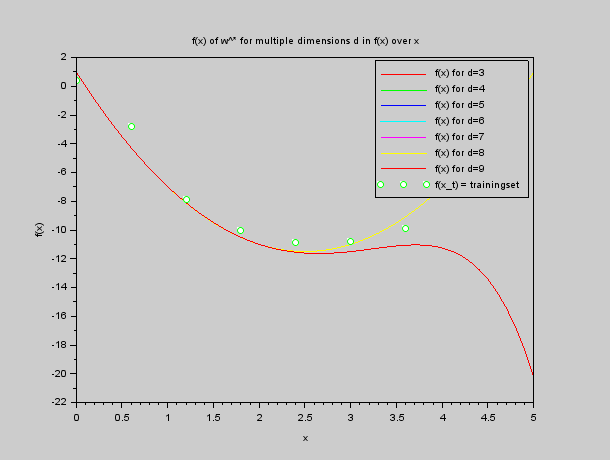 f(x) of w^* for multiple dimensions d in f(x) over x
f(x) for d=3
f(x) for d=4
f(x) for d=5
f(x) for d=6
f(x) for d=7
f(x) for d=8
f(x) for d=9
f(x_t) = trainingset
f(x)
2
0
-2
-4
-6
-8
-10
-12
-14
-16
-18
-20
-22
0 0.5 1 1.5 2 2.5 3 3.5 4 4.5 5
x